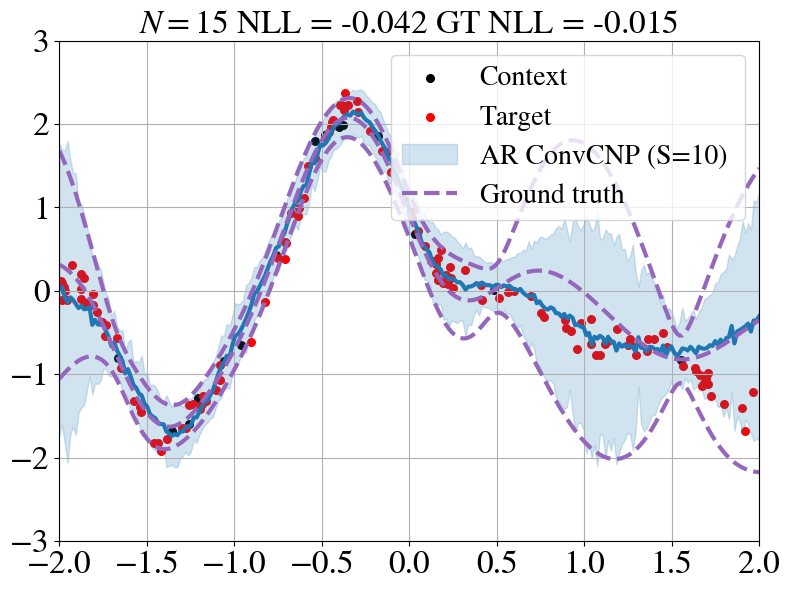 N = 15 NLL = -0.042 GT NLL = -0.015
3
2
1
0
−1
−2
−3
Context
Target
AR ConvCNP (S=10)
Ground truth
−2.0 −1.5 −1.0 −0.5 0.0 0.5 1.0 1.5 2.0